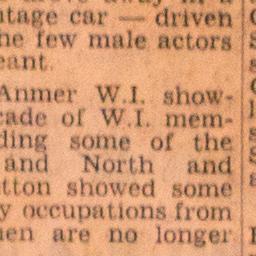 tage car — driven
he few male actors
eant.
Anmer W.I. show-
cade of W.I. mem-
ding some of the
and North and
tton showed some
y occupations from
en are no longer